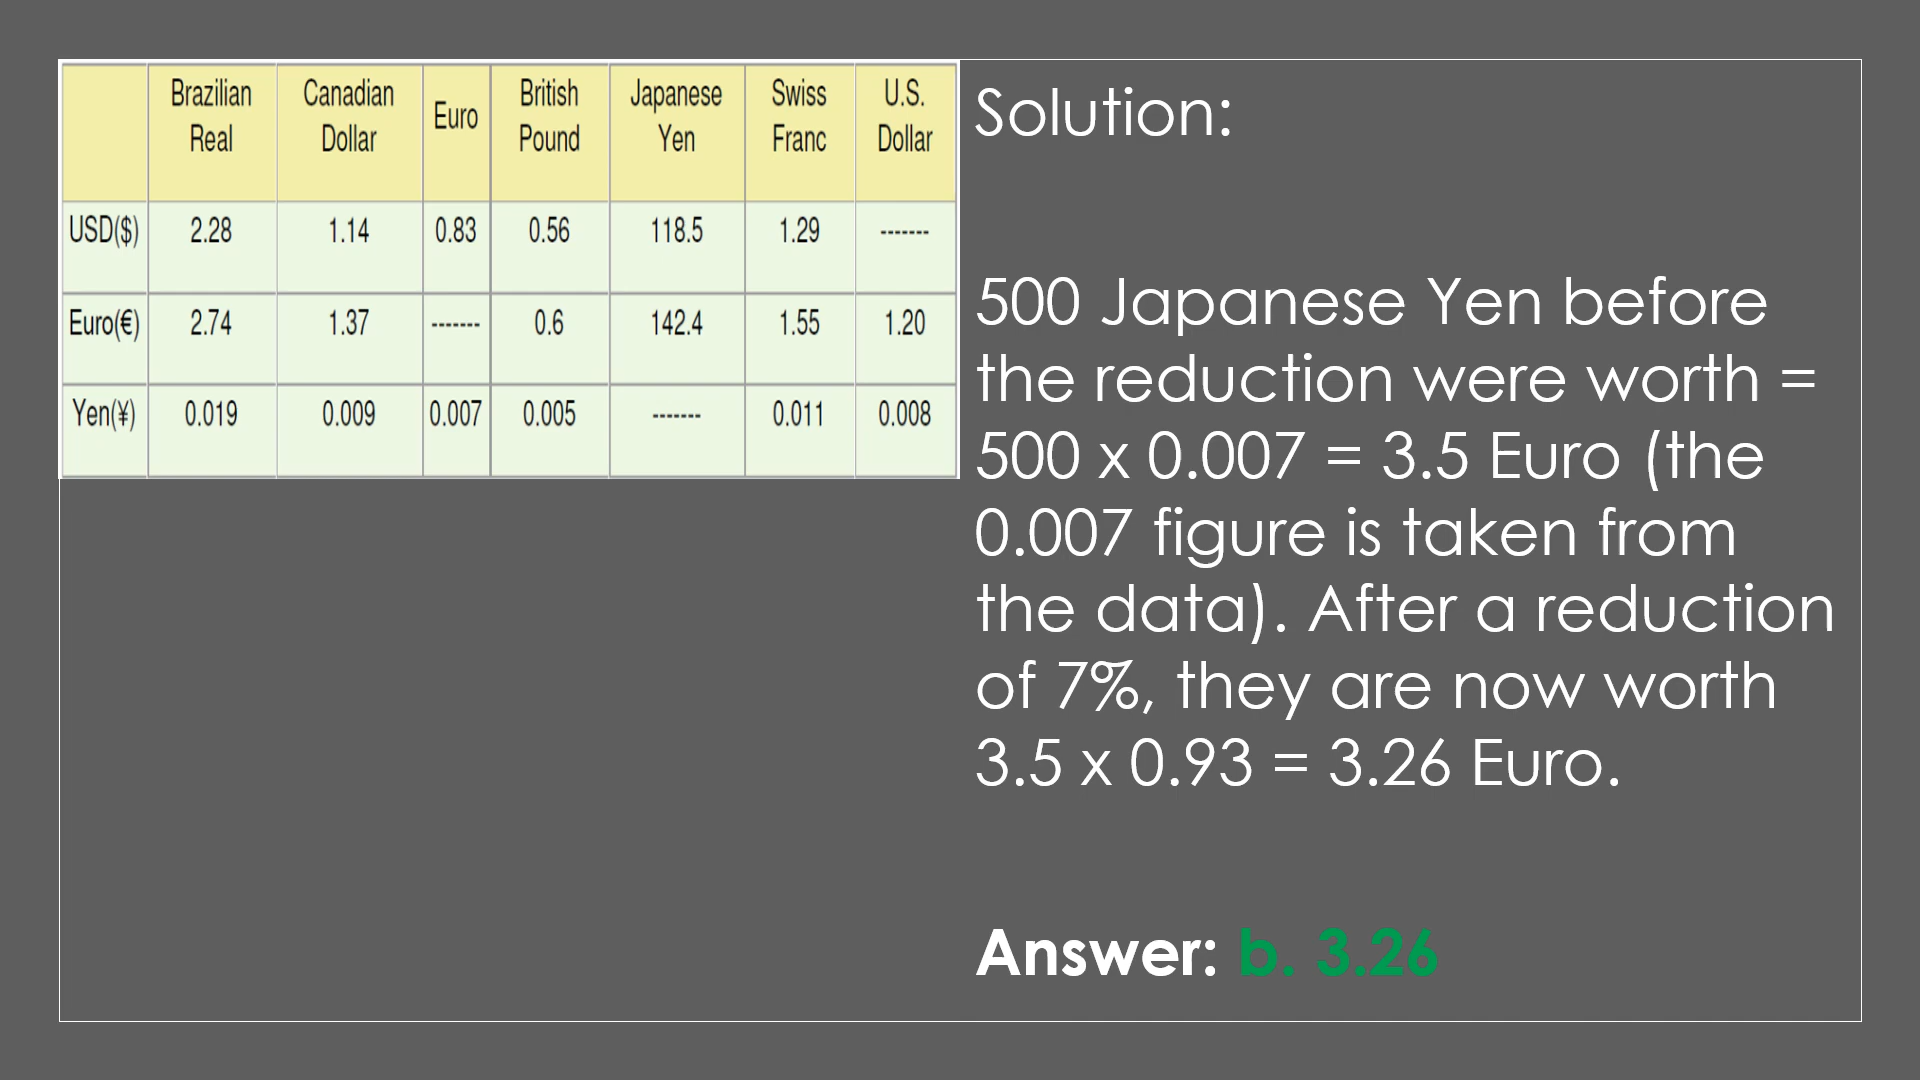 Brazilian Real Canadian Dollar Euro British Pound Japanese Yen Swiss Franc U.S. Dollar
USD($) 2.28 1.14 0.83 0.56 118.5 1.29 -------
Euro(€) 2.74 1.37 ------- 0.6 142.4 1.55 1.20
Yen(¥) 0.019 0.009 0.007 0.005 ------- 0.011 0.008
Solution:
500 Japanese Yen before
the reduction were worth =
500 x 0.007 = 3.5 Euro (the
0.007 figure is taken from
the data). After a reduction
of 7%, they are now worth
3.5 x 0.93 = 3.26 Euro.
Answer: b. 3.26